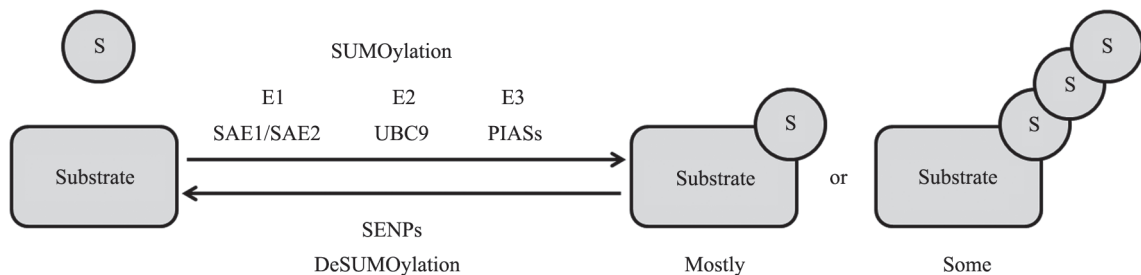 S
SUMOylation
E1 E2 E3
SAE1/SAE2 UBC9 PIASs
Substrate
SENPs
DeSUMOylation
S
Substrate
Mostly
or
S
S
S
Substrate
Some